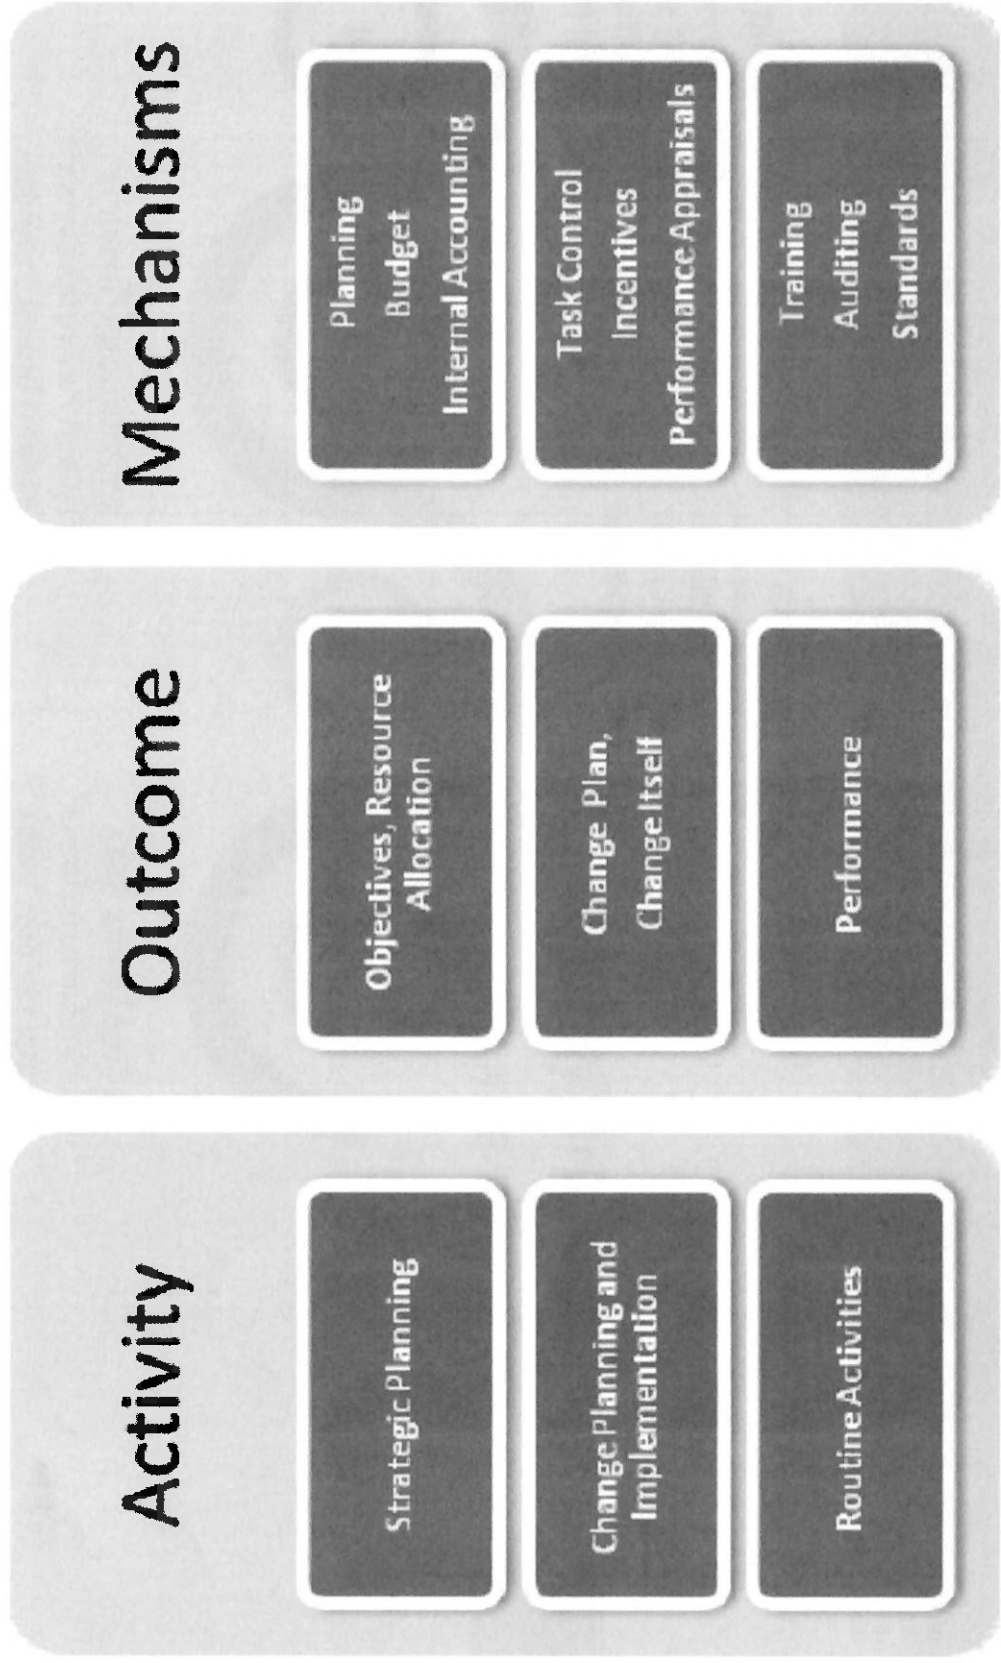 Activity
Strategic Planning
Change Planning and
Implementation
Routine Activities
Outcome
Objectives, Resource
Allocation
Change Plan,
Change Itself
Performance
Mechanisms
Planning
Budget
Internal Accounting
Task Control
Incentives
Performance Appraisals
Training
Auditing
Standards